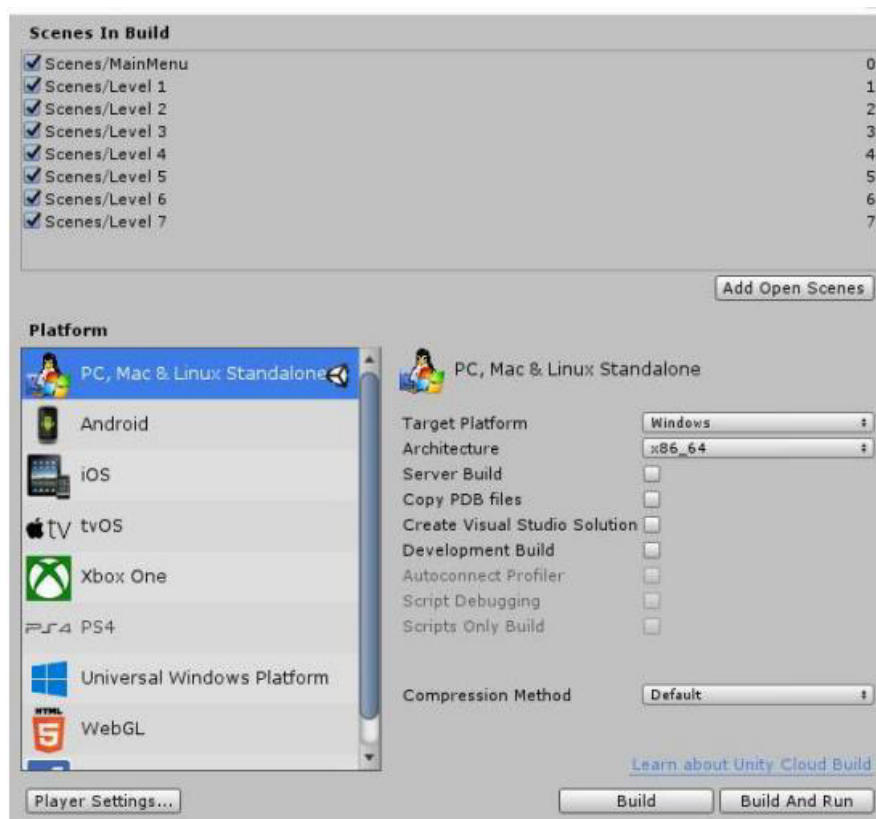 Scenes In Build
Scenes/MainMenu 0
Scenes/Level 1 1
Scenes/Level 2 2
Scenes/Level 3 3
Scenes/Level 4 4
Scenes/Level 5 5
Scenes/Level 6 6
Scenes/Level 7 7
Add Open Scenes
Platform
PC, Mac & Linux Standalone
Android
iOS
tv tvOS
Xbox One
PS4 PS4
Universal Windows Platform
HTML
5 WebGL
PC, Mac & Linux Standalone
Target Platform Windows
Architecture x86_64
Server Build
Copy PDB files
Create Visual Studio Solution
Development Build
Autoconnect Profiler
Script Debugging
Scripts Only Build
Compression Method Default
Learn about Unity Cloud Build
Player Settings... Build Build And Run